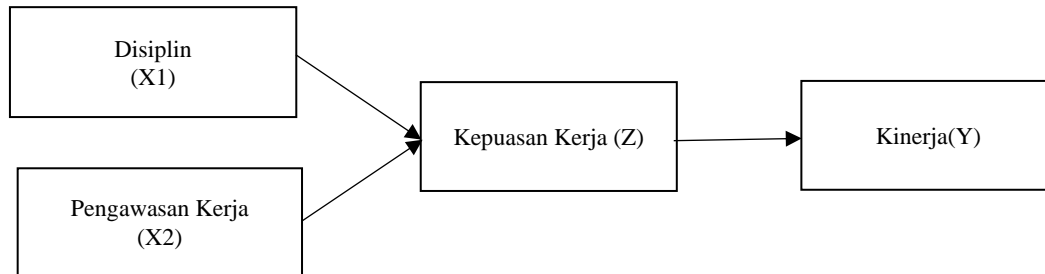 Disiplin
(X1)
Pengawasan Kerja
(X2)
Kepuasan Kerja (Z)
Kinerja(Y)